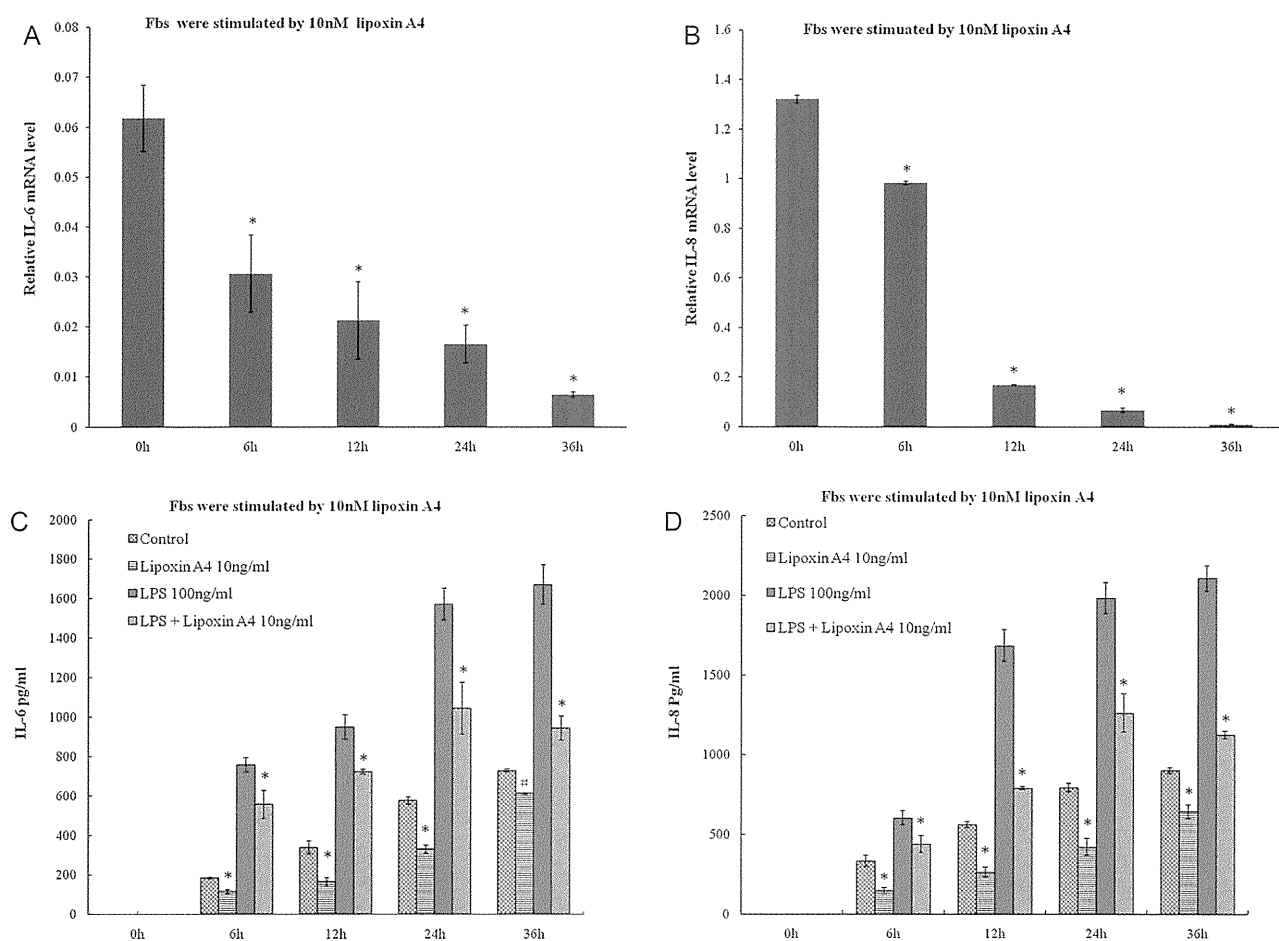 A
Fbs were stimulated by 10nM lipoxin A4
Relative IL-6 mRNA level
0.08
0.07
0.06
0.05
0.04
0.03
0.02
0.01
0
*
*
*
*
0h
6h
12h
24h
36h
B
Fbs were stimuated by 10nM lipoxin A4
Relative IL-8 mRNA level
1.6
1.4
1.2
1
0.8
0.6
0.4
0.2
0
*
*
*
*
0h
6h
12h
24h
36h
C
Fbs were stimulated by 10nM lipoxin A4
IL-6 pg/ml
2000
1800
1600
1400
1200
1000
800
600
400
200
0
Control
Lipoxin A4 10ng/ml
LPS 100ng/ml
LPS + Lipoxin A4 10ng/ml
*
*
*
*
*
*
#
*
0h
6h
12h
24h
36h
D
Fbs were stimulated by 10nM lipoxin A4
IL-8 Pg/ml
2500
2000
1500
1000
500
0
Control
Lipoxin A4 10ng/ml
LPS 100ng/ml
LPS + Lipoxin A4 10ng/ml
*
*
*
*
*
*
*
*
0h
6h
12h
24h
36h